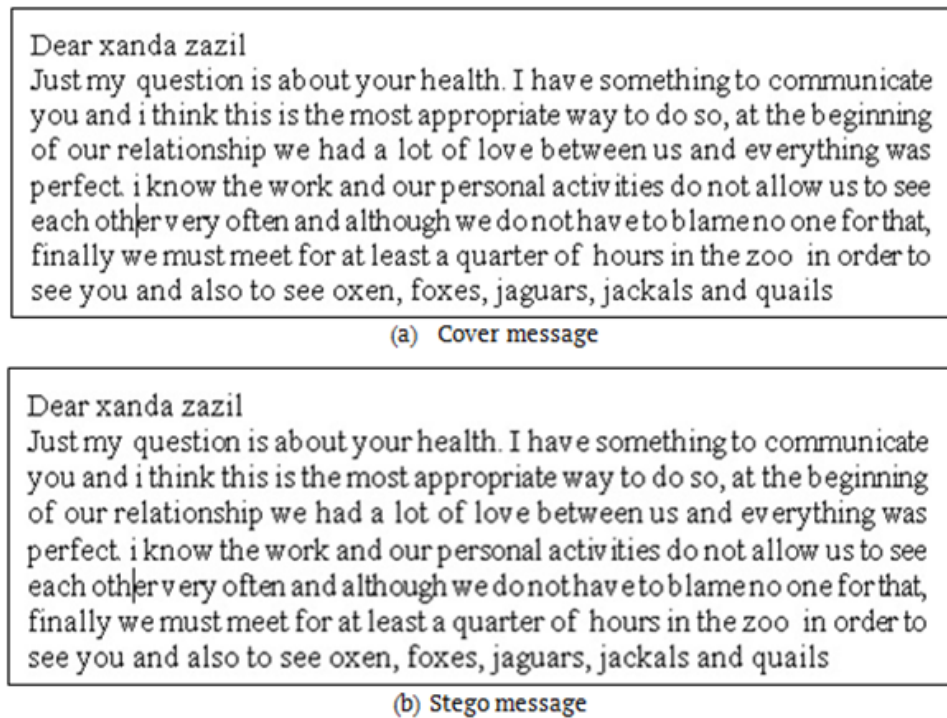 Dear xanda zazil
Just my question is about your health. I have something to communicate
you and i think this is the most appropriate way to do so, at the beginning
of our relationship we had a lot of love between us and everything was
perfect. i know the work and our personal activities do not allow us to see
each other very often and although we do not have to blame no one for that,
finally we must meet for at least a quarter of hours in the zoo in order to
see you and also to see oxen, foxes, jaguars, jackals and quails
(a) Cover message
Dear xanda zazil
Just my question is about your health. I have something to communicate
you and i think this is the most appropriate way to do so, at the beginning
of our relationship we had a lot of love between us and everything was
perfect. i know the work and our personal activities do not allow us to see
each other very often and although we do not have to blame no one for that,
finally we must meet for at least a quarter of hours in the zoo in order to
see you and also to see oxen, foxes, jaguars, jackals and quails
(b) Stego message